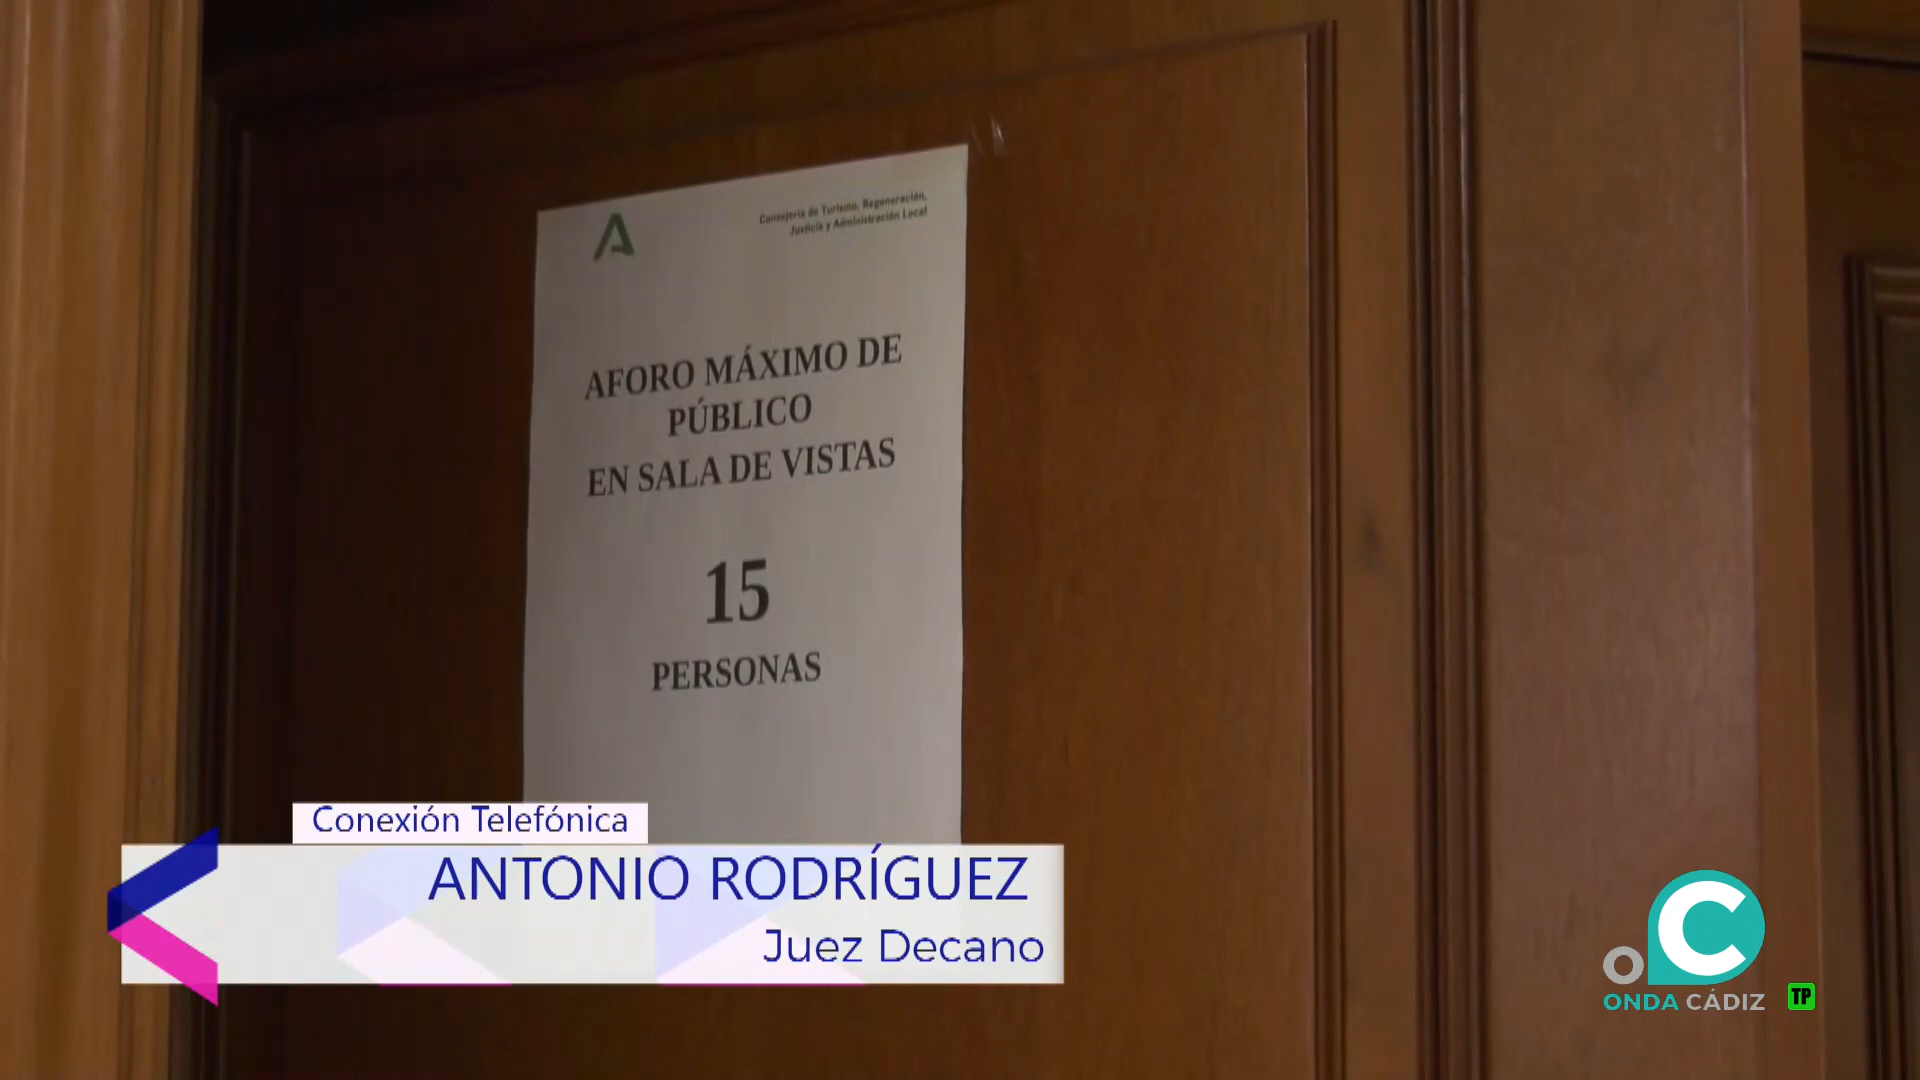 Consejería de Turismo, Regeneración,
Justicia y Administración Local
AFORO MÁXIMO DE
PÚBLICO
EN SALA DE VISTAS
15
PERSONAS
Conexión Telefónica
ANTONIO RODRÍGUEZ
Juez Decano
ONDA CÁDIZ
TP